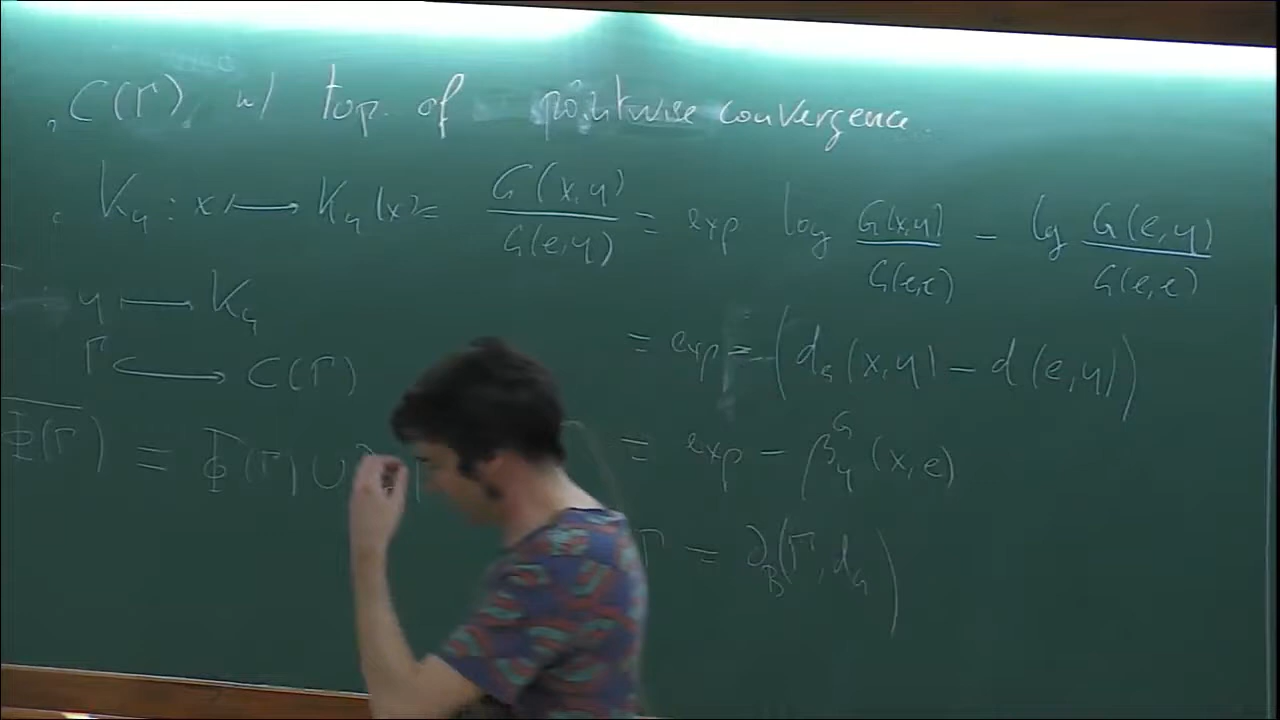 C(Γ) w/ top. of pointwise convergence.
K_y : x ⟼ K_y(x) = G(x,y) / G(e,y) = exp log G(x,y) / G(e,e) - log G(e,y) / G(e,e)
y ⟼ K_y
= exp - (d_G(x,y) - d(e,y))
Γ ↪ C(Γ)
Φ(Γ) = Φ(Γ) ∪ ∂
= exp - β_y^G (x,e)
Γ = ∂_B(Γ, d_G)